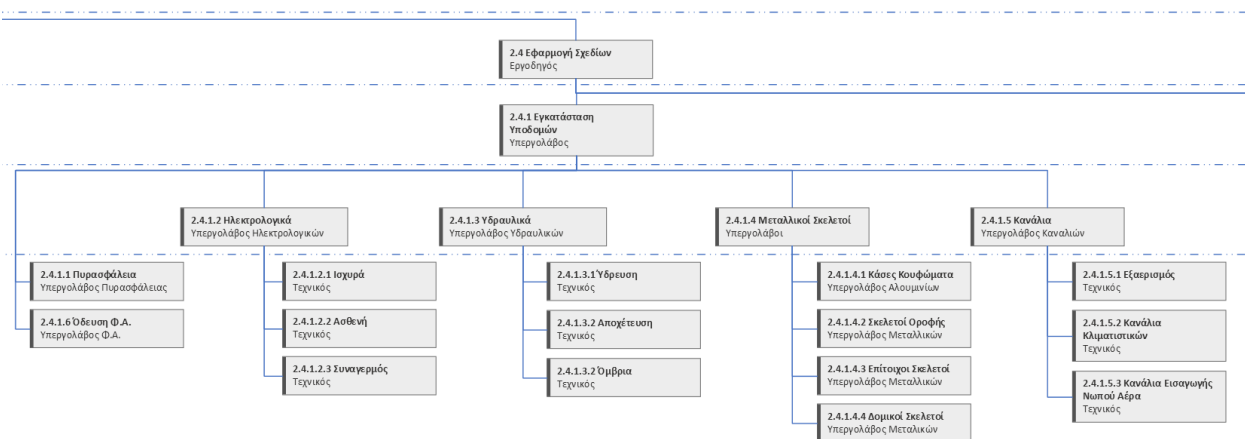 2.4 Εφαρμογή Σχεδίων
Εργοδηγός
2.4.1 Εγκατάσταση
Υποδομών
Υπεργολάβος
2.4.1.2 Ηλεκτρολογικά
Υπεργολάβος Ηλεκτρολογικών
2.4.1.3 Υδραυλικά
Υπεργολάβος Υδραυλικών
2.4.1.4 Μεταλλικοί Σκελετοί
Υπεργολάβοι
2.4.1.5 Κανάλια
Υπεργολάβος Καναλιών
2.4.1.1 Πυρασφάλεια
Υπεργολάβος Πυρασφάλειας
2.4.1.6 Όδευση Φ.Α.
Υπεργολάβος Φ.Α.
2.4.1.2.1 Ισχυρά
Τεχνικός
2.4.1.2.2 Ασθενή
Τεχνικός
2.4.1.2.3 Συναγερμός
Τεχνικός
2.4.1.3.1 Ύδρευση
Τεχνικός
2.4.1.3.2 Αποχέτευση
Τεχνικός
2.4.1.3.2 Όμβρια
Τεχνικός
2.4.1.4.1 Κάσες Κουφώματα
Υπεργολάβος Αλουμινίων
2.4.1.4.2 Σκελετοί Οροφής
Υπεργολάβος Μεταλλικών
2.4.1.4.3 Επίτοιχοι Σκελετοί
Υπεργολάβος Μεταλλικών
2.4.1.4.4 Δομικοί Σκελετοί
Υπεργολάβος Μεταλικών
2.4.1.5.1 Εξαερισμός
Τεχνικός
2.4.1.5.2 Κανάλια
Κλιματιστικών
Τεχνικός
2.4.1.5.3 Κανάλια Εισαγωγής
Νωπού Αέρα
Τεχνικός